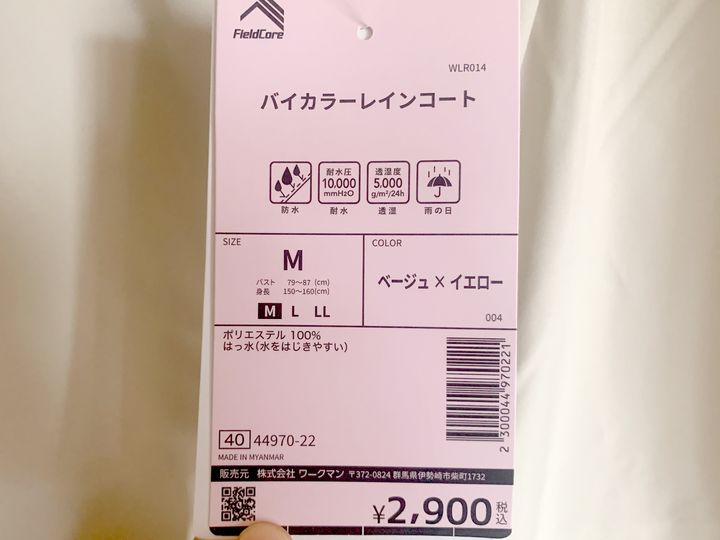 FieldCore
WLR014
バイカラーレインコート
耐水圧
10.000
mmH2O
透湿度
5.000
g/m²/24h
防水
耐水
透湿
雨の日
SIZE
M
バスト 79～87 (cm)
身長 150～160(cm)
M L LL
COLOR
ベージュ × イエロー
004
ポリエステル 100%
はっ水(水をはじきやすい)
2 300044 970221
40 44970-22
MADE IN MYANMAR
販売元 株式会社 ワークマン 〒372-0824 群馬県伊勢崎市柴町1732
¥2,900 税込